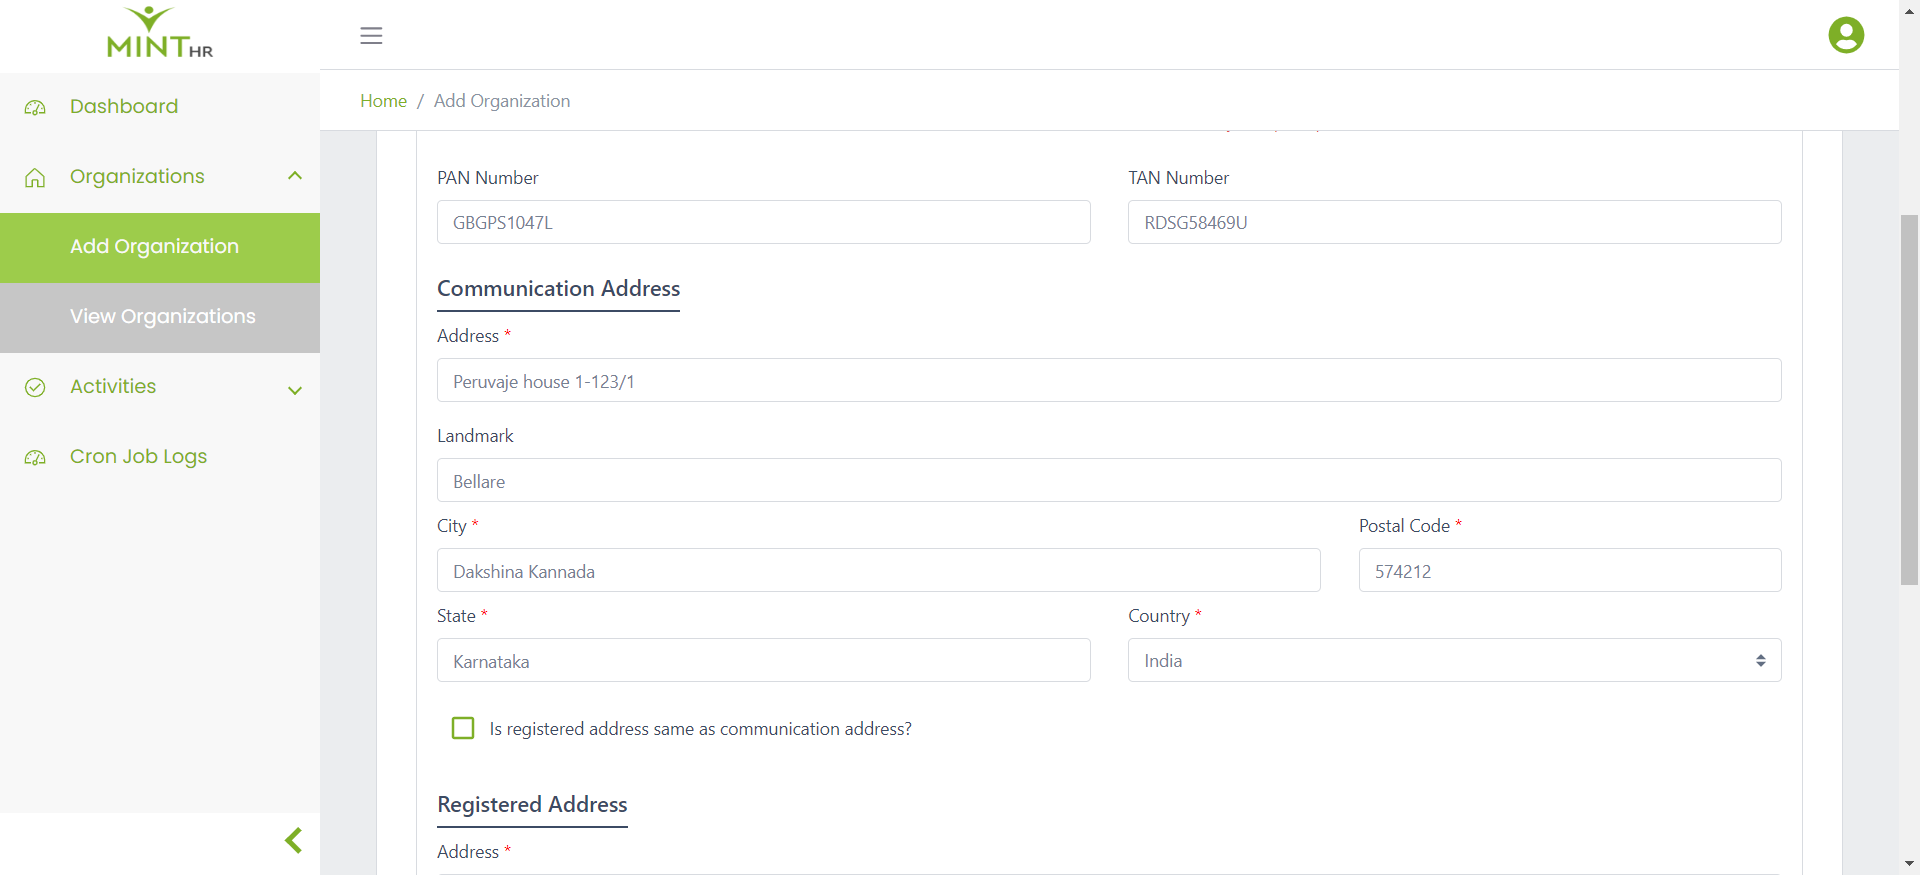 MINT HR
Home / Add Organization
Dashboard
Organizations
Add Organization
View Organizations
Activities
Cron Job Logs
PAN Number
TAN Number
GBGPS1047L
RDSG58469U
Communication Address
Address *
Peruvaje house 1-123/1
Landmark
Bellare
City *
Postal Code *
Dakshina Kannada
574212
State *
Country *
Karnataka
India
Is registered address same as communication address?
Registered Address
Address *